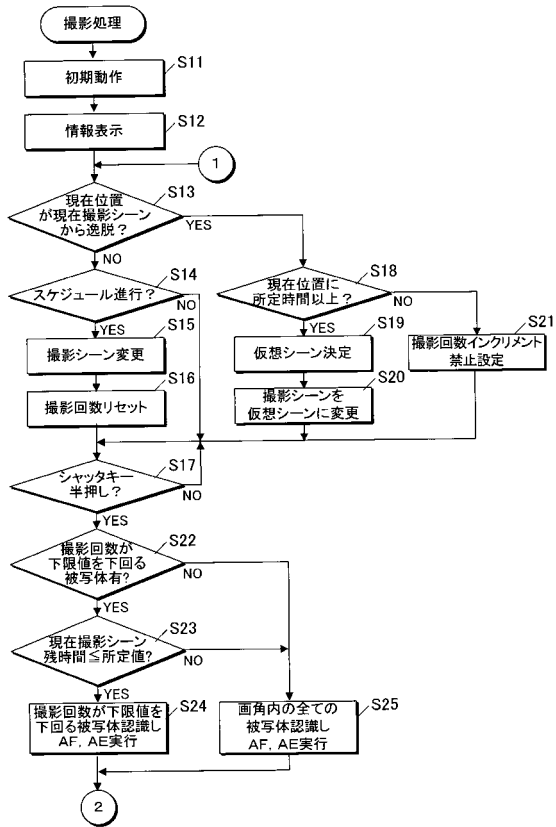 撮影処理
S11
初期動作
S12
情報表示
1
S13
現在位置
が現在撮影シーン
から逸脱？
YES
NO
S14
スケジュール進行？
NO
YES
S15
撮影シーン変更
S16
撮影回数リセット
S18
現在位置に
所定時間以上？
NO
YES
S19
仮想シーン決定
S20
撮影シーンを
仮想シーンに変更
S21
撮影回数インクリメント
禁止設定
S17
シャッタキー
半押し？
NO
YES
S22
撮影回数が
下限値を下回る
被写体有?
NO
YES
S23
現在撮影シーン
残時間≦所定値?
NO
YES
S24
撮影回数が下限値を
下回る被写体認識し
AF, AE実行
S25
画角内の全ての
被写体認識し
AF, AE実行
2